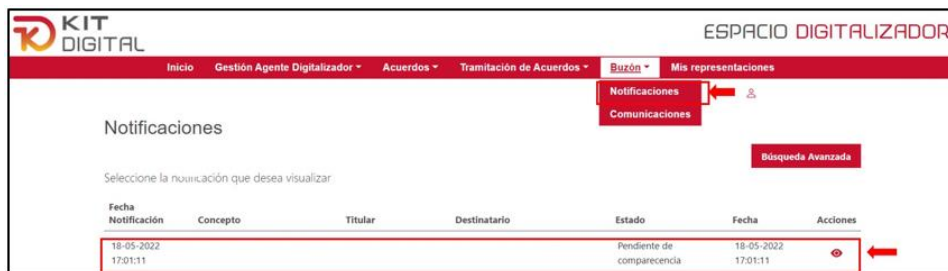 KIT
DIGITAL
ESPACIO DIGITALIZADOR
Inicio Gestión Agente Digitalizador Acuerdos Tramitación de Acuerdos Buzón Mis representaciones
Notificaciones
Comunicaciones
Notificaciones
Búsqueda Avanzada
Seleccione la notificación que desea visualizar
Fecha
Notificación Concepto Titular Destinatario Estado Fecha Acciones
18-05-2022 Pendiente de 18-05-2022
17:01:11 comparecencia 17:01:11